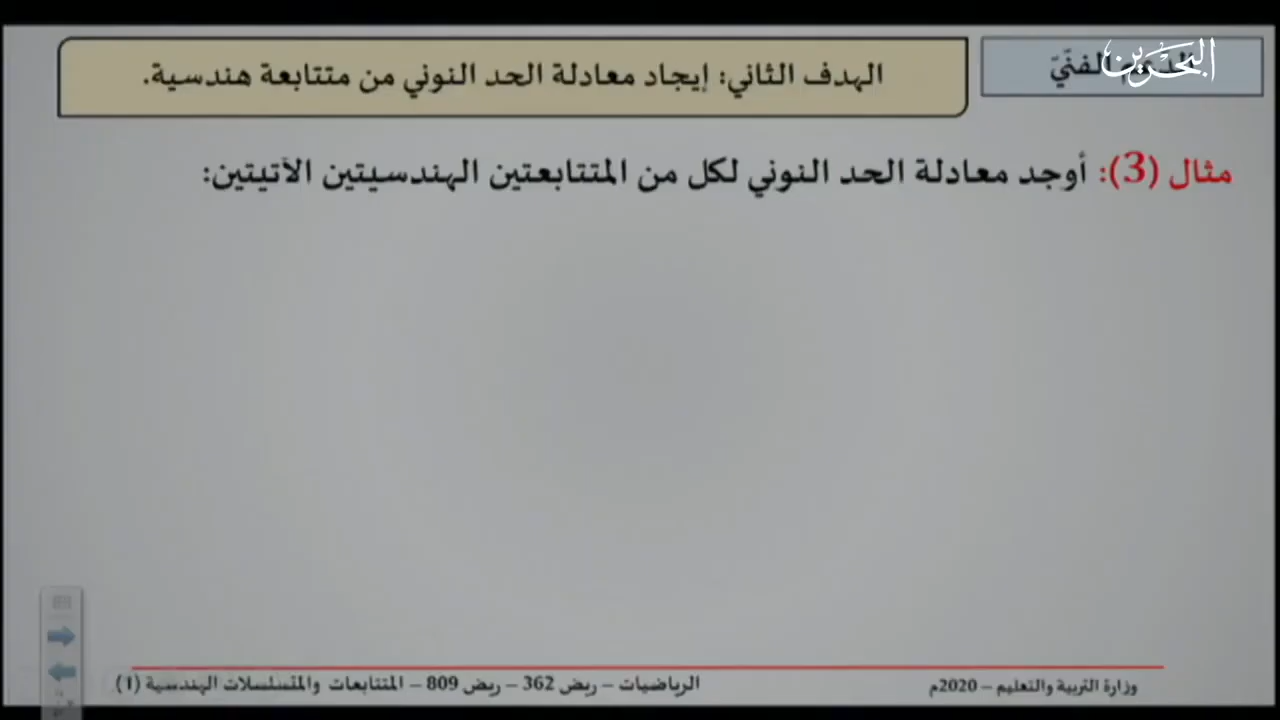 البحرين
الفنّيّ
الهدف الثاني: إيجاد معادلة الحد النوني من متتابعة هندسية.
مثال (3): أوجد معادلة الحد النوني لكل من المتتابعتين الهندسيتين الآتيتين:
وزارة التربية والتعليم – 2020م
الرياضيات – ريض 362 – ريض 809 – المتتابعات والمتسلسلات الهندسية (1)